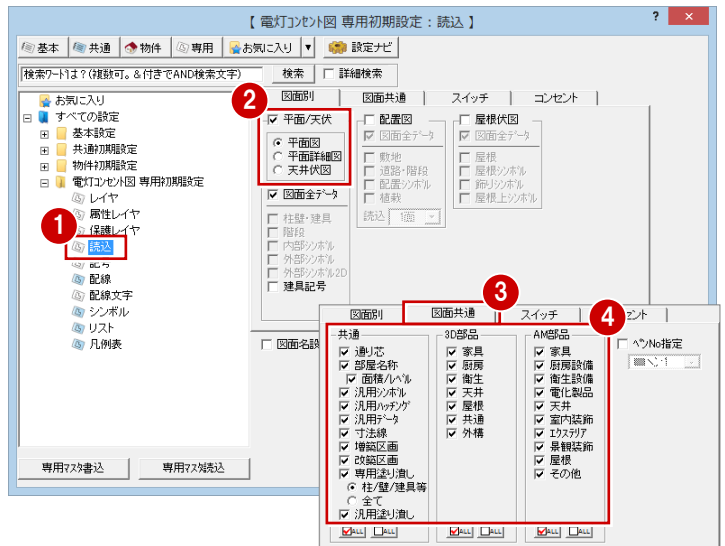 【 電灯コンセント図 専用初期設定：読込 】 ? ×
基本 共通 物件 専用 お気に入り ▼ 設定ナビ
検索ワードは？(複数可。＆付きでAND検索文字) 検索 詳細検索
お気に入り
すべての設定
基本設定
共通初期設定
物件初期設定
電灯コンセント図 専用初期設定
レイヤ
属性レイヤ
保護レイヤ
読込
記号
配線
配線文字
シンボル
リスト
凡例表
専用マスタ書込 専用マスタ読込
1
2
図面別 図面共通 スイッチ コンセント
平面/天伏
平面図
平面詳細図
天井伏図
図面全データ
柱壁・建具
階段
内部シンボル
外部シンボル
外部シンボル2D
建具記号
配置図
図面全データ
敷地
道路・階段
配置シンボル
植栽
読込 1面
屋根伏図
図面全データ
屋根
屋根シンボル
飾りシンボル
屋根上シンボル
図面名設
3
4
図面別 図面共通 スイッチ セント
共通
通り芯
部屋名称
面積/レベル
汎用シンボル
汎用ハッチング
汎用データ
寸法線
増築区画
改築区画
専用塗り潰し
柱/壁/建具等
全て
汎用塗り潰し
ALL ALL
3D部品
家具
厨房
衛生
天井
屋根
共通
外構
ALL ALL
AM部品
家具
厨房設備
衛生設備
電化製品
天井
室内装飾
エクステリア
景観装飾
屋根
その他
ALL ALL
ペンNo指定
ペン:1